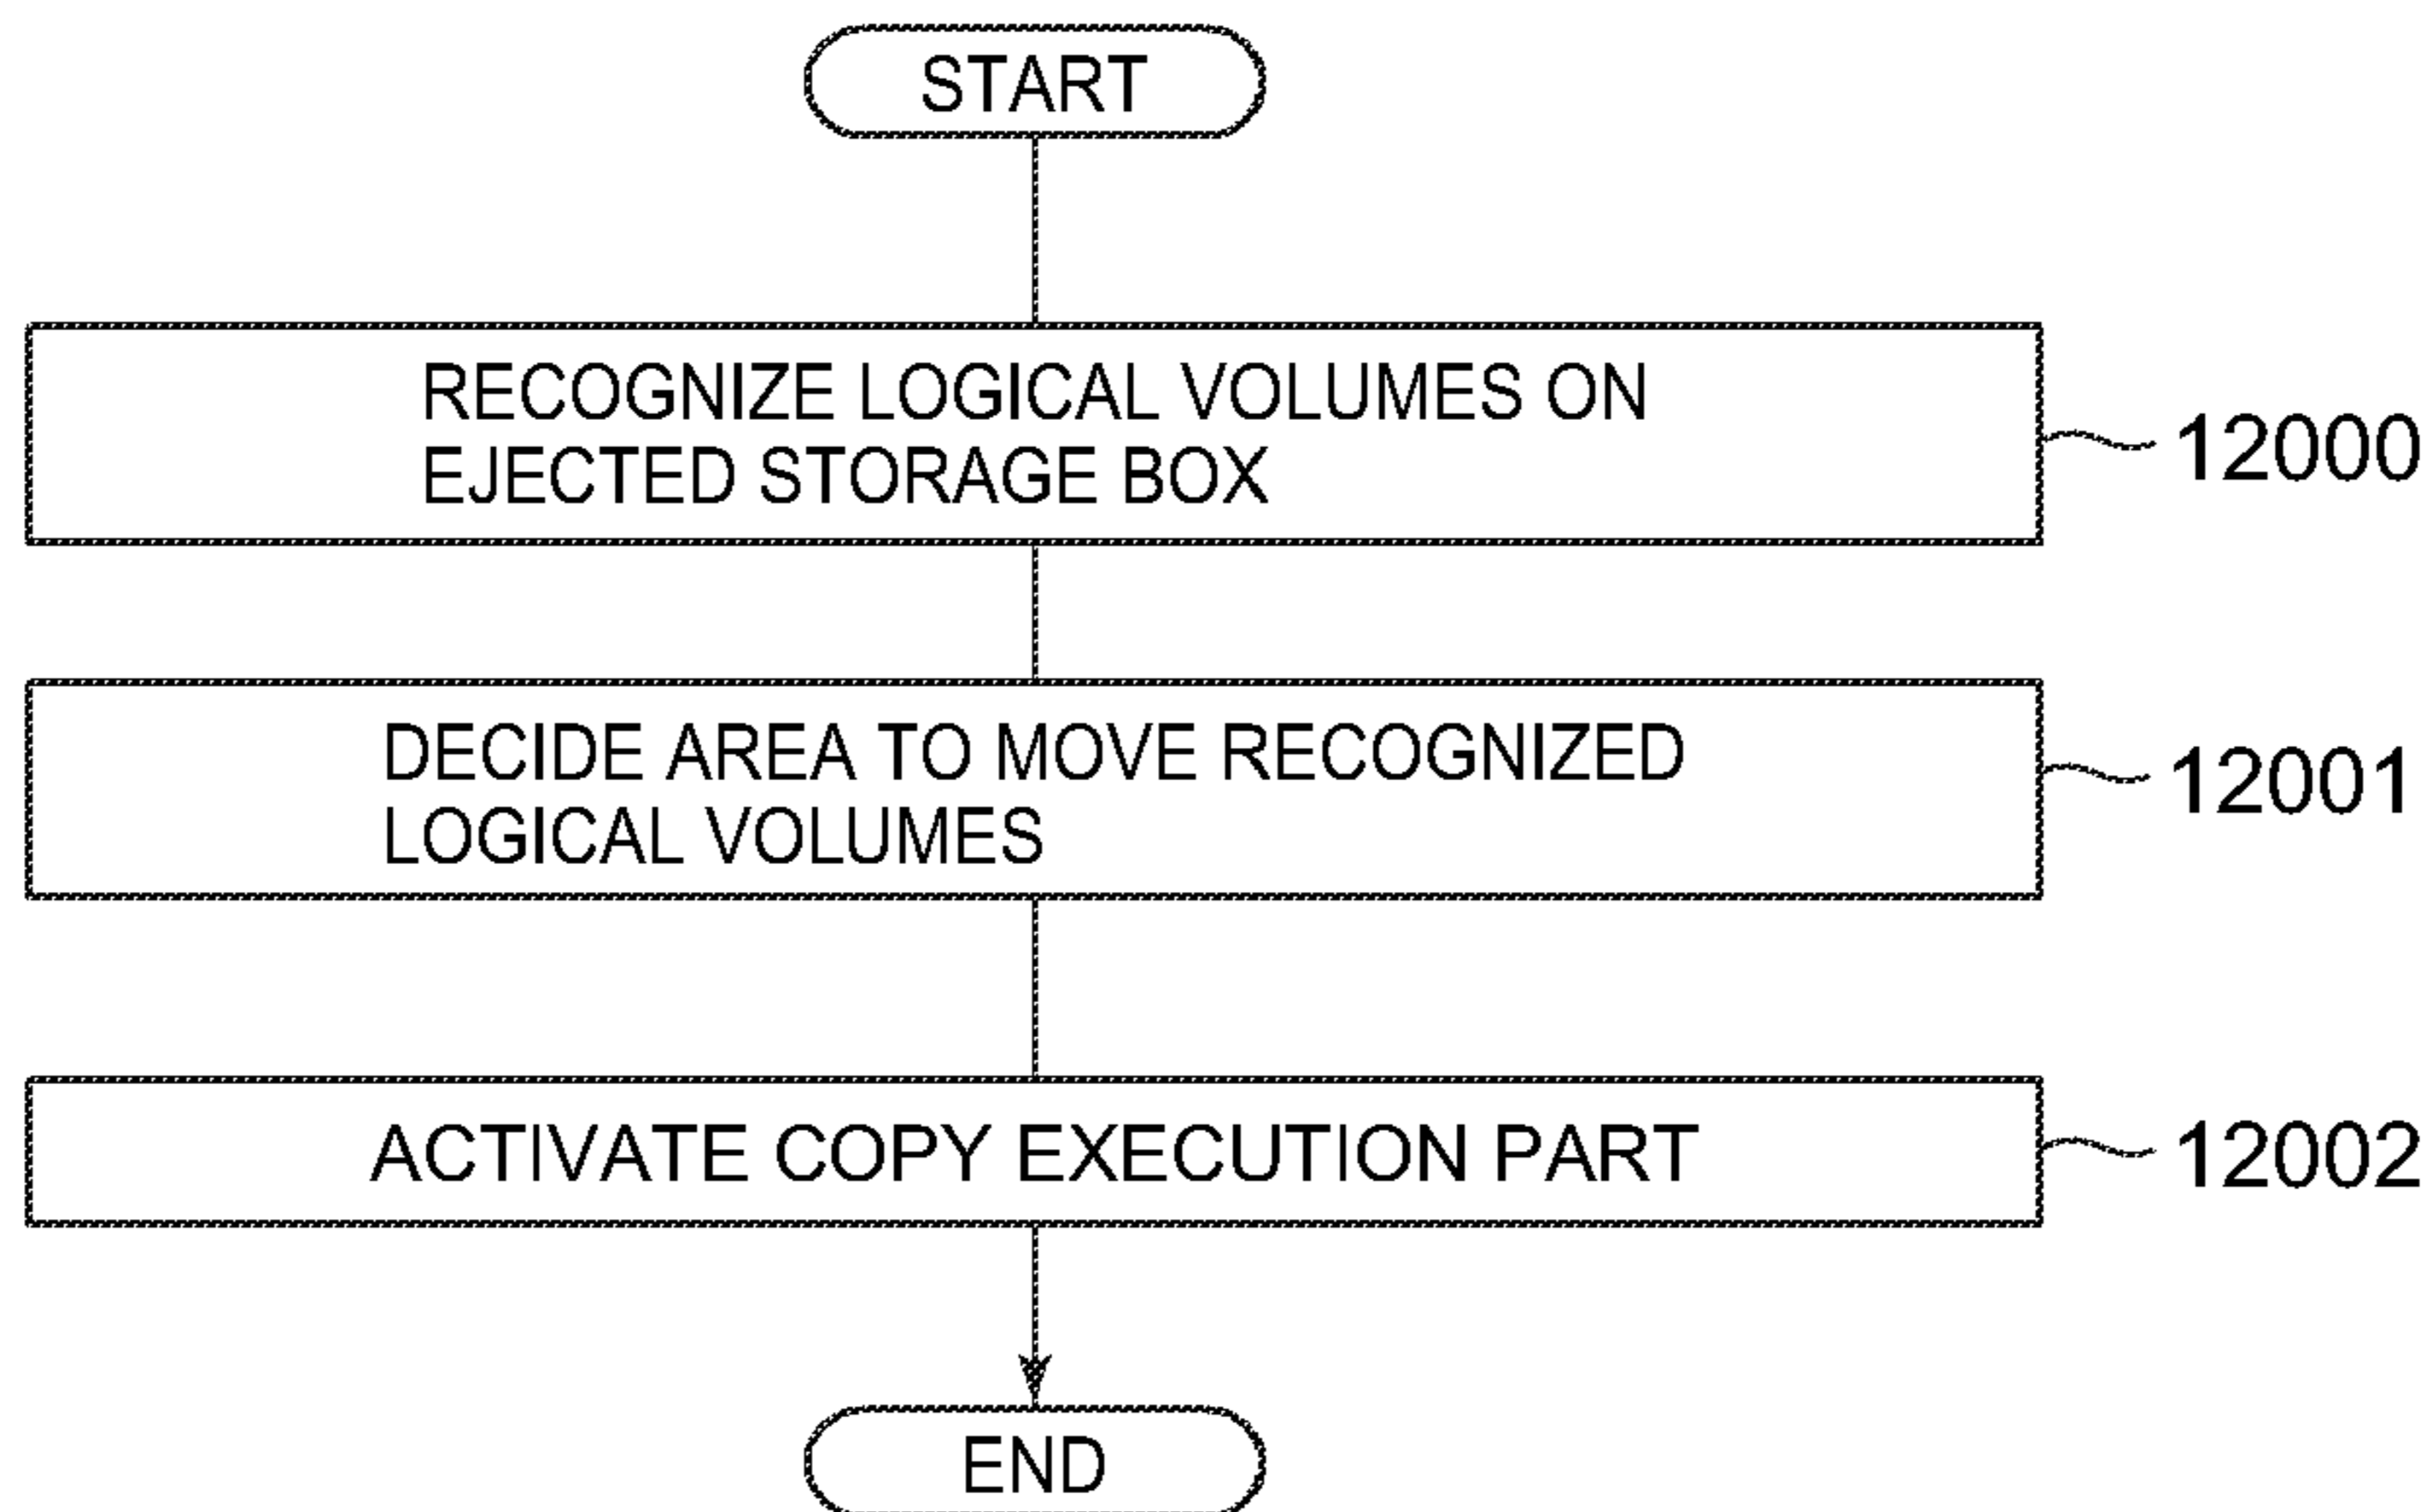 START
RECOGNIZE LOGICAL VOLUMES ON
EJECTED STORAGE BOX
12000
DECIDE AREA TO MOVE RECOGNIZED
LOGICAL VOLUMES
12001
ACTIVATE COPY EXECUTION PART
12002
END